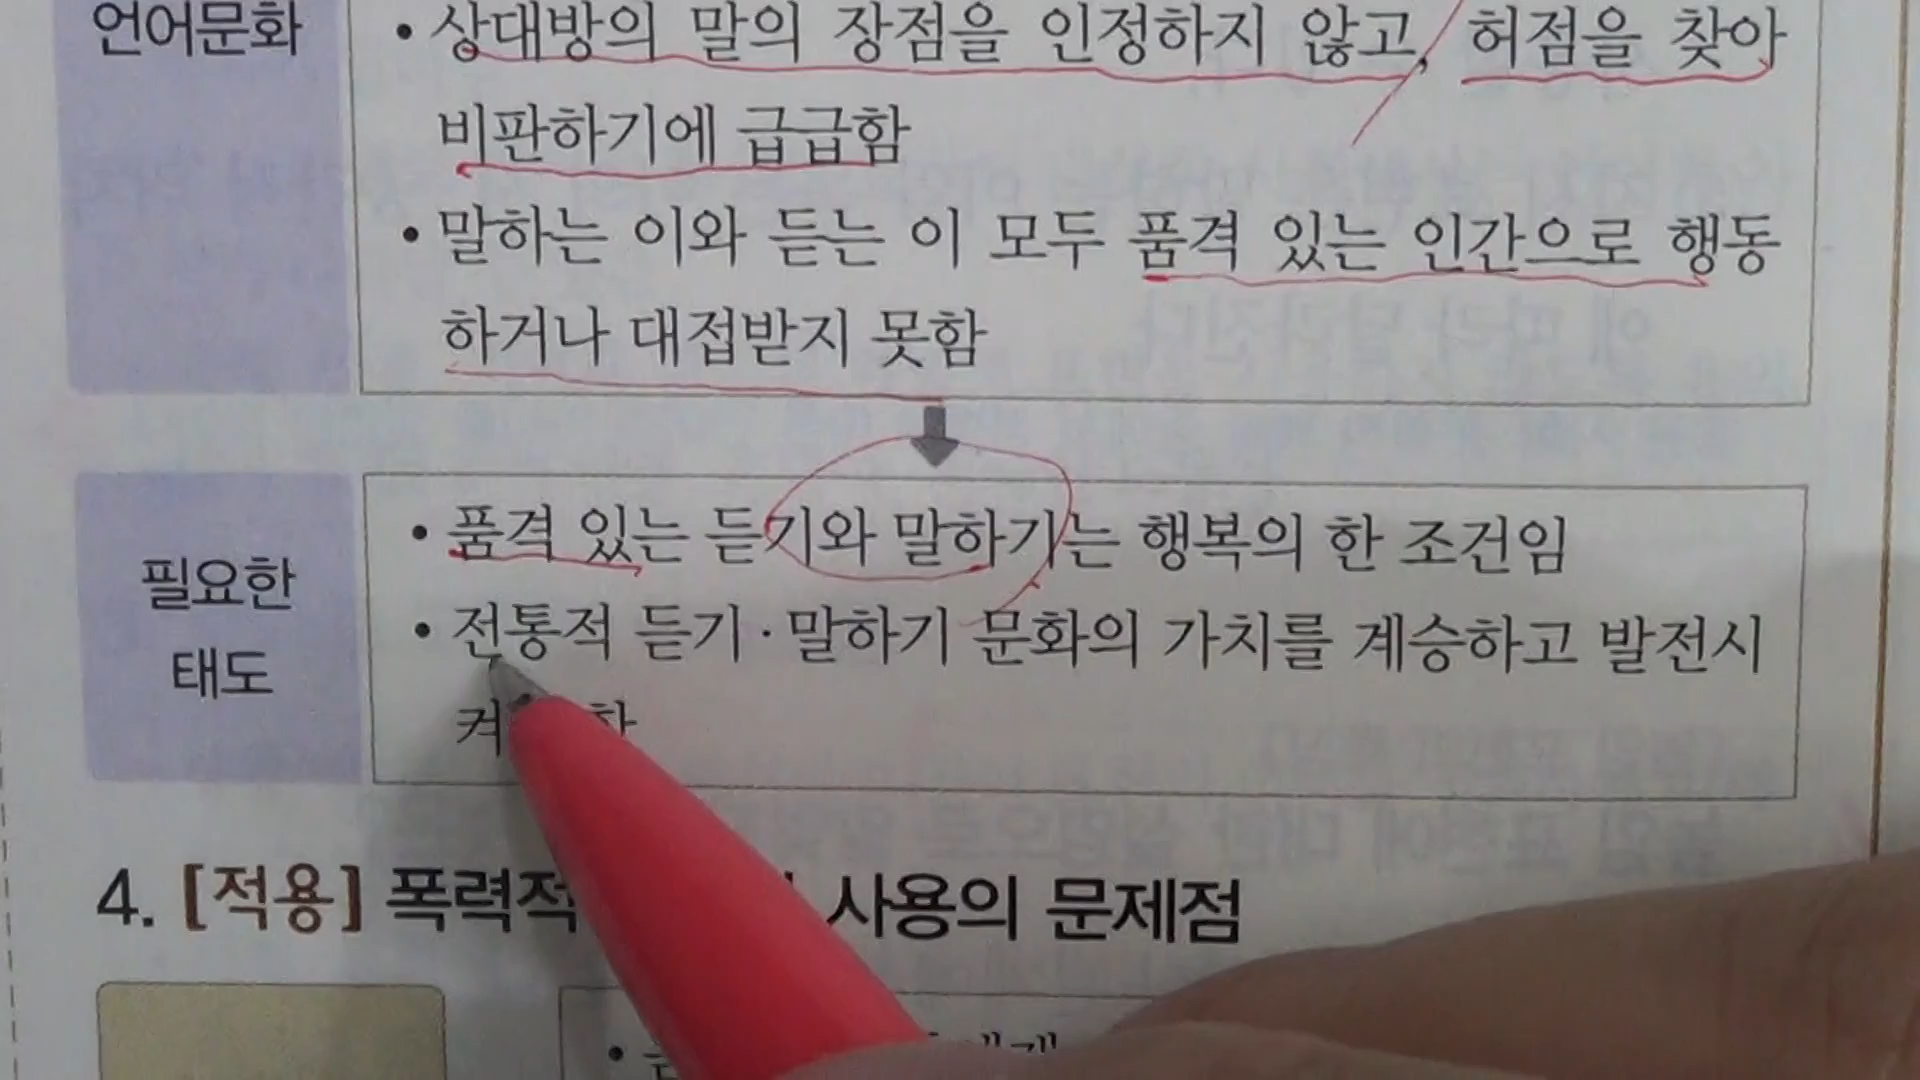 언어문화
• 상대방의 말의 장점을 인정하지 않고, 허점을 찾아
비판하기에 급급함
• 말하는 이와 듣는 이 모두 품격 있는 인간으로 행동
하거나 대접받지 못함
필요한
태도
• 품격 있는 듣기와 말하기는 행복의 한 조건임
• 전통적 듣기·말하기 문화의 가치를 계승하고 발전시
켜
4. [적용] 폭력적 사용의 문제점